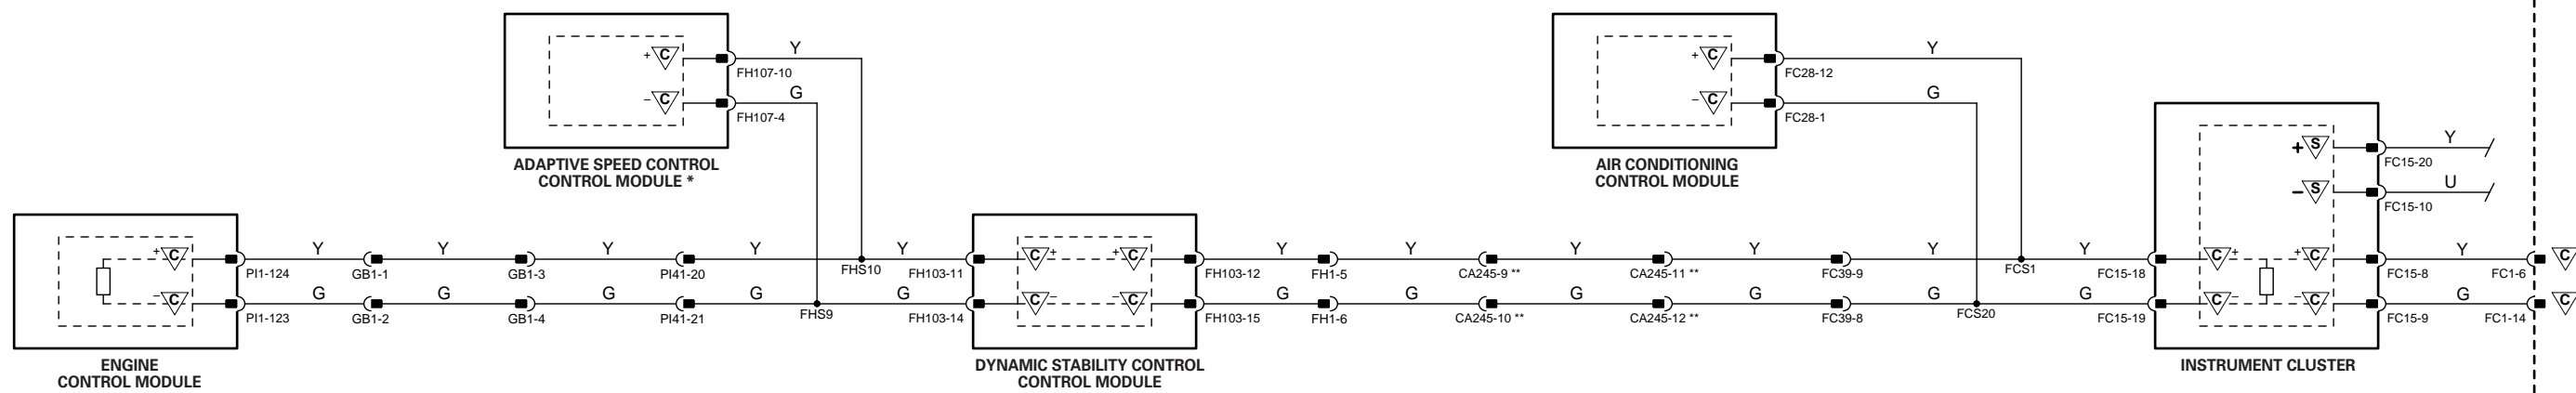 Y
+ C
FH107-10
G
– C
FH107-4
ADAPTIVE SPEED CONTROL
CONTROL MODULE *
Y
+ C
FC28-12
G
– C
FC28-1
AIR CONDITIONING
CONTROL MODULE
+ S
Y
FC15-20
– S
U
FC15-10
Y Y Y Y Y Y Y Y Y Y Y Y
+ C C + + C C + + C C
PI1-124 GB1-1 GB1-3 PI41-20 FHS10 FH103-11 FH103-12 FH1-5 CA245-9 ** CA245-11 ** FC39-9 FCS1 FC15-18 FC15-8 FC1-6
G G G G G G G G G G G G
– C C – – C C – – C C
PI1-123 GB1-2 GB1-4 PI41-21 FHS9 FH103-14 FH103-15 FH1-6 CA245-10 ** CA245-12 ** FC39-8 FCS20 FC15-19 FC15-9 FC1-14
ENGINE
CONTROL MODULE
DYNAMIC STABILITY CONTROL
CONTROL MODULE
INSTRUMENT CLUSTER